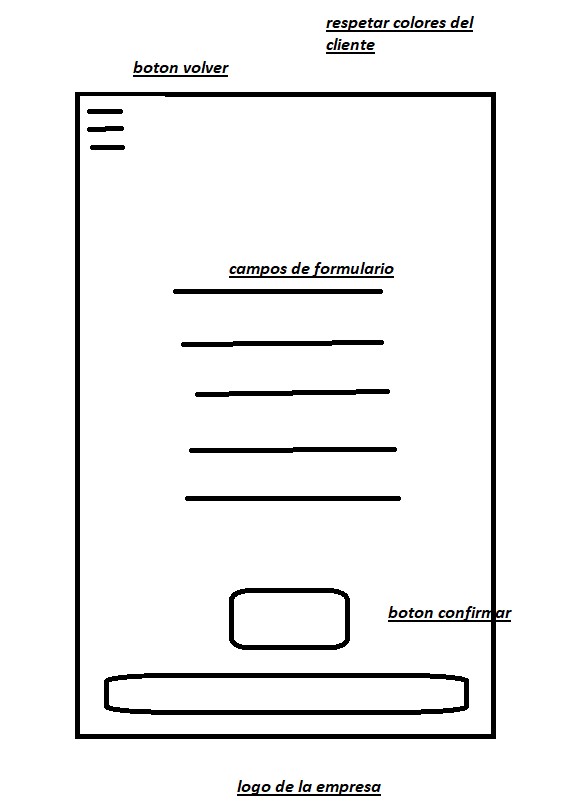 respetar colores del
cliente
boton volver
campos de formulario
boton confirmar
logo de la empresa